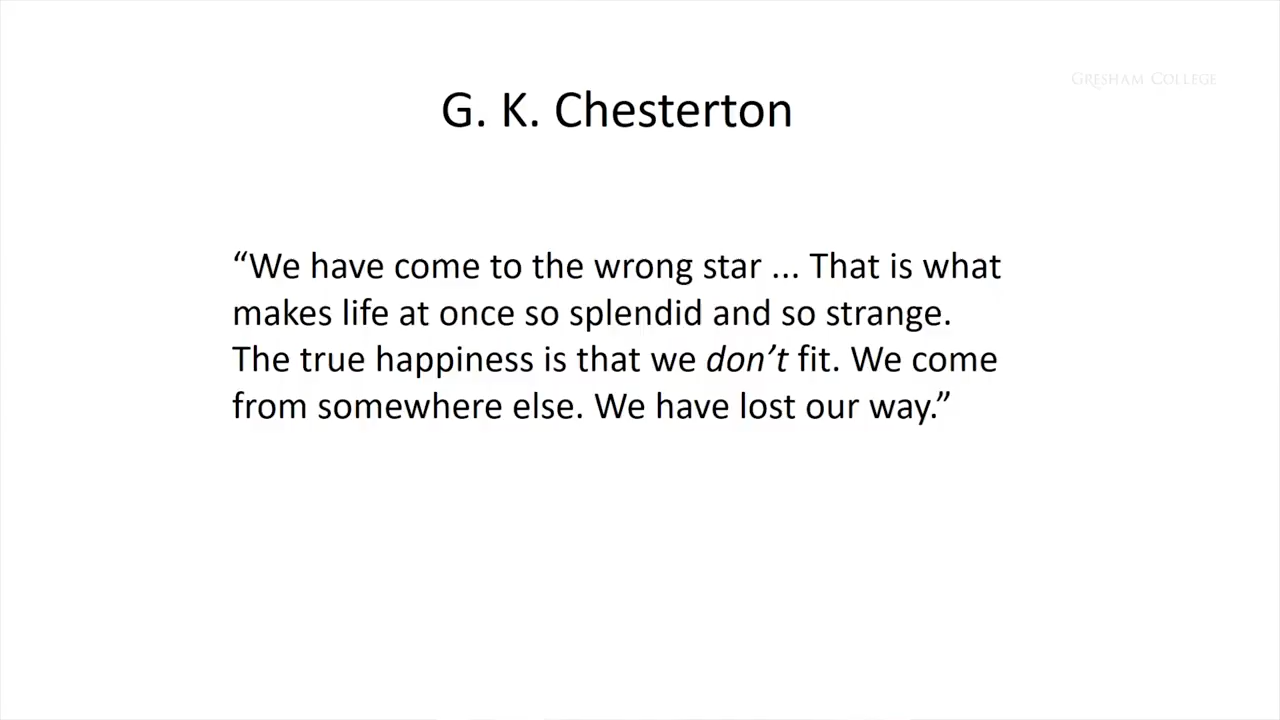 GRESHAM COLLEGE
G. K. Chesterton
“We have come to the wrong star ... That is what
makes life at once so splendid and so strange.
The true happiness is that we don’t fit. We come
from somewhere else. We have lost our way.”